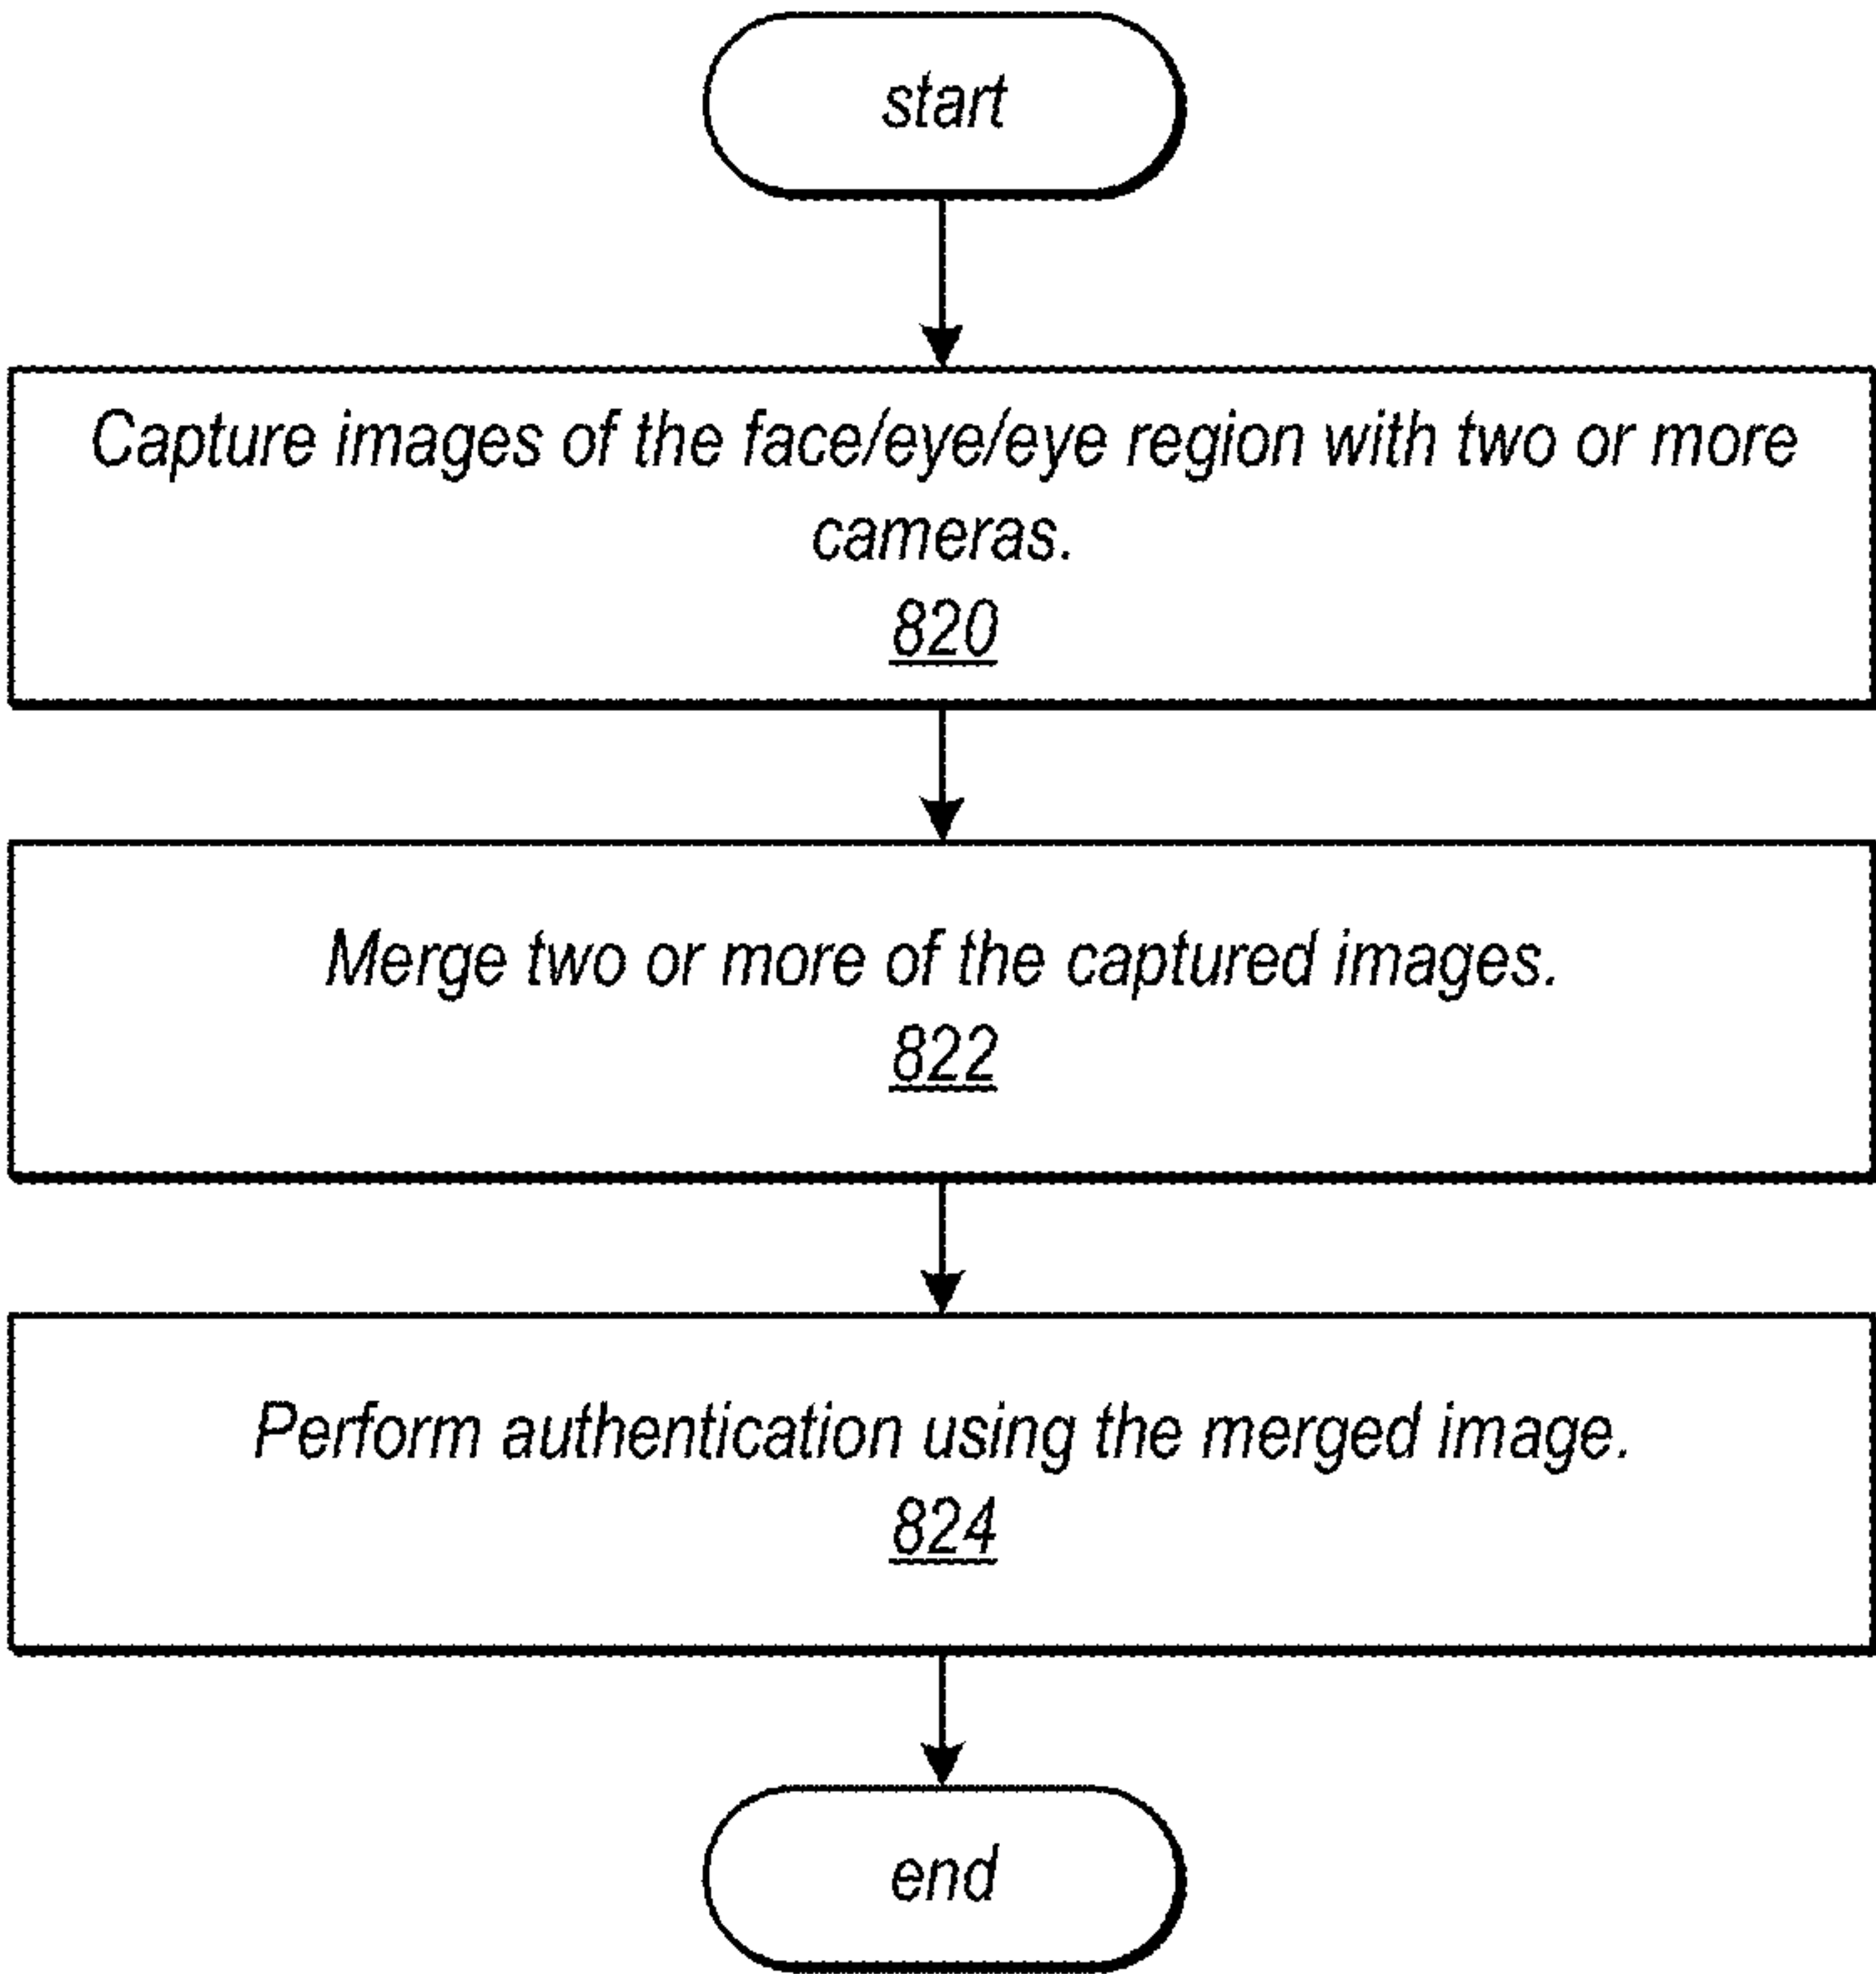 start
Capture images of the face/eye/eye region with two or more
cameras.
820
Merge two or more of the captured images.
822
Perform authentication using the merged image.
824
end